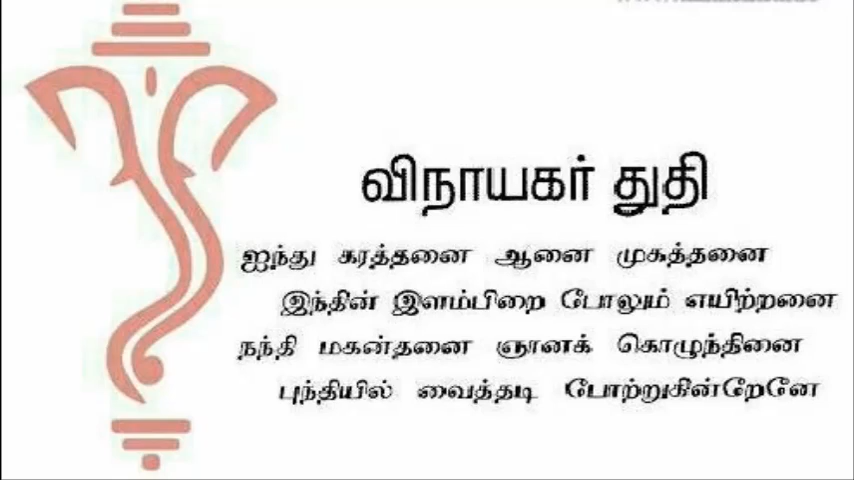 விநாயகர் துதி
ஐந்து கரத்தனை ஆனை முகத்தனை
இந்தின் இளம்பிறை போலும் எயிற்றனை
நந்தி மகன்தனை ஞானக் கொழுந்தினை
புந்தியில் வைத்தடி போற்றுகின்றேனே